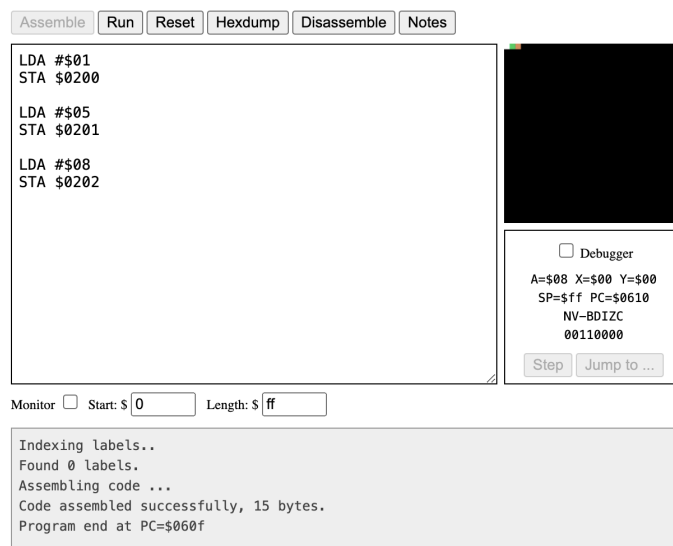 Assemble Run Reset Hexdump Disassemble Notes
LDA #$01
STA $0200
LDA #$05
STA $0201
LDA #$08
STA $0202
Debugger
A=$08 X=$00 Y=$00
SP=$ff PC=$0610
NV-BDIZC
00110000
Step Jump to ...
Monitor Start: $ 0 Length: $ ff
Indexing labels..
Found 0 labels.
Assembling code ...
Code assembled successfully, 15 bytes.
Program end at PC=$060f